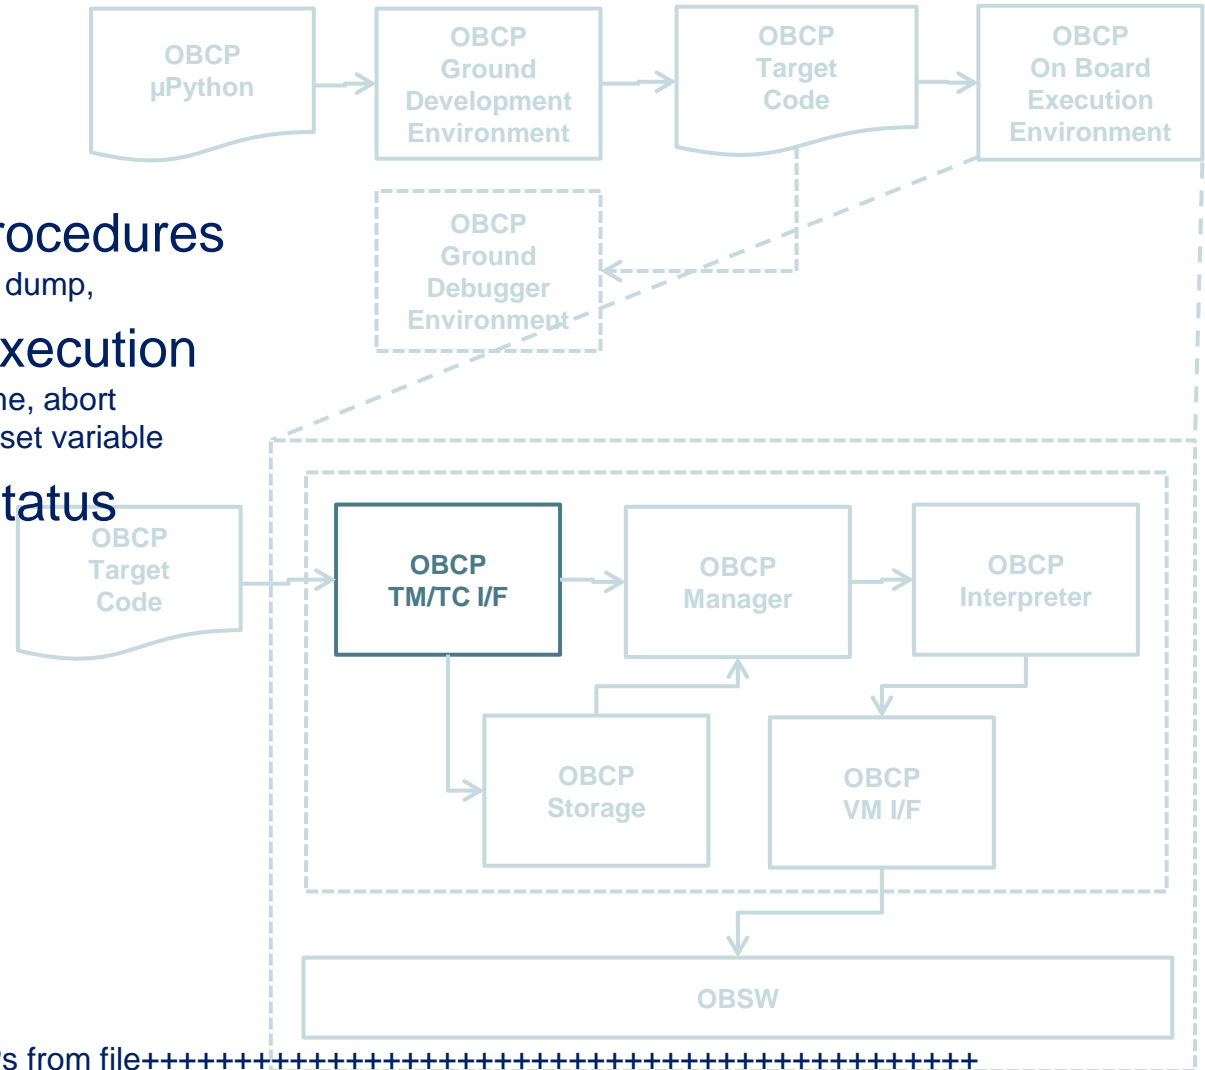 OBCP
µPython
OBCP
Ground
Development
Environment
OBCP
Target
Code
OBCP
On Board
Execution
Environment
rocedures
dump,
OBCP
Ground
Debugger
Environment
xecution
ne, abort
set variable
tatus
OBCP
Target
Code
OBCP
TM/TC I/F
OBCP
Manager
OBCP
Interpreter
OBCP
Storage
OBCP
VM I/F
OBSW
s from file++++++++++++++++++++++++++++++++++++++++++++++++++++++